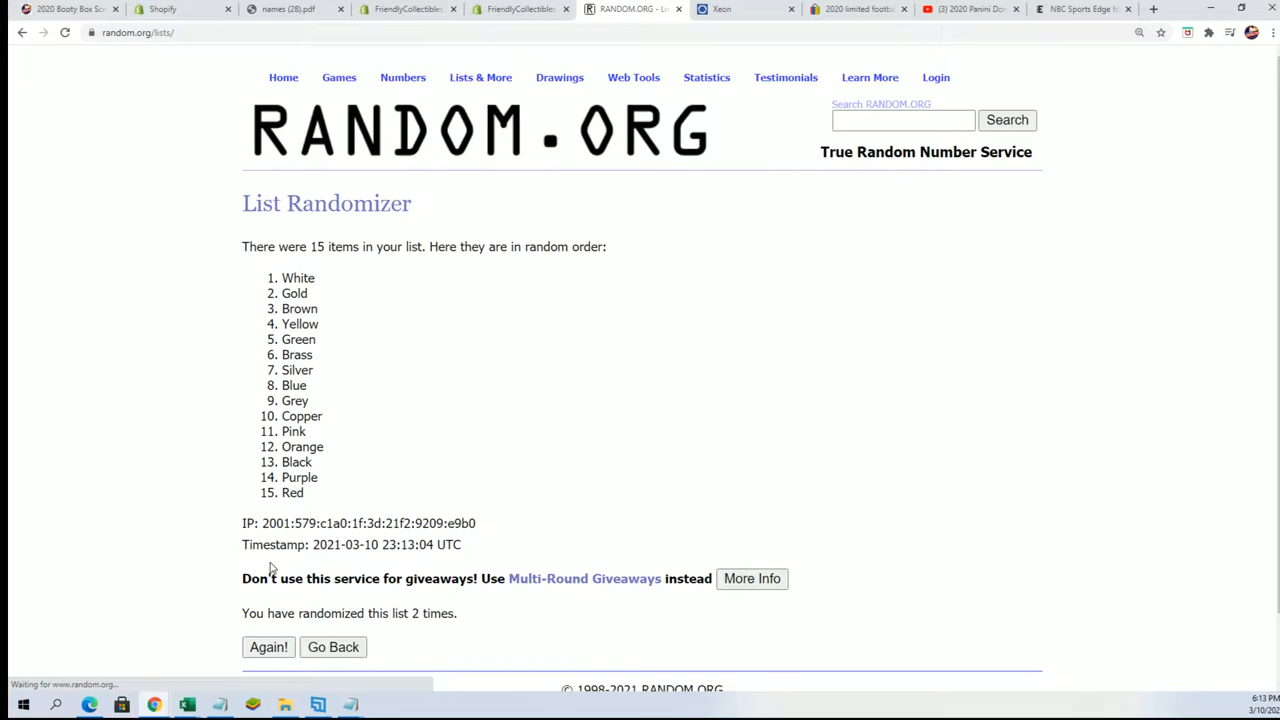 2020 Booty Box Sc
Shopify
names (28).pdf
FriendlyCollectibles
FriendlyCollectibles
RANDOM.ORG - Li
Xeon
2020 limited footb
(3) 2020 Panini Do
NBC Sports Edge f
random.org/lists/
Home Games Numbers Lists & More Drawings Web Tools Statistics Testimonials Learn More Login
RANDOM.ORG
Search RANDOM.ORG
Search
True Random Number Service
List Randomizer
There were 15 items in your list. Here they are in random order:
1. White
2. Gold
3. Brown
4. Yellow
5. Green
6. Brass
7. Silver
8. Blue
9. Grey
10. Copper
11. Pink
12. Orange
13. Black
14. Purple
15. Red
IP: 2001:579:c1a0:1f:3d:21f2:9209:e9b0
Timestamp: 2021-03-10 23:13:04 UTC
Don't use this service for giveaways! Use Multi-Round Giveaways instead More Info
You have randomized this list 2 times.
Again! Go Back
© 1998-2021 RANDOM.ORG
Waiting for www.random.org...
6:13 PM
3/10/202